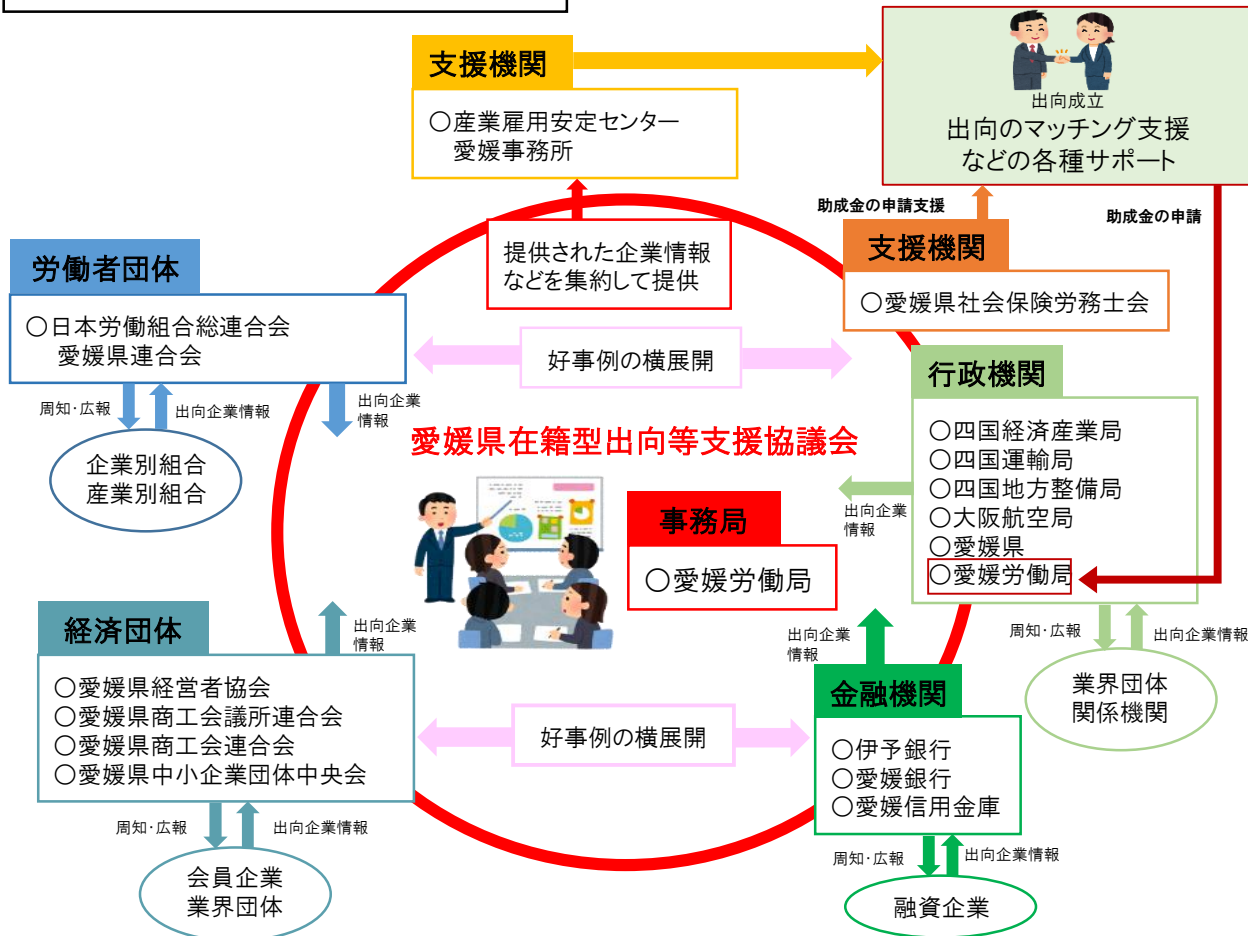 支援機関
○産業雇用安定センター
愛媛事務所
出向成立
出向のマッチング支援
などの各種サポート
助成金の申請支援
助成金の申請
提供された企業情報
などを集約して提供
支援機関
○愛媛県社会保険労務士会
労働者団体
○日本労働組合総連合会
愛媛県連合会
好事例の横展開
周知・広報
出向企業情報
出向企業
情報
企業別組合
産業別組合
行政機関
○四国経済産業局
○四国運輸局
○四国地方整備局
○大阪航空局
○愛媛県
○愛媛労働局
出向企業
情報
周知・広報
出向企業情報
業界団体
関係機関
愛媛県在籍型出向等支援協議会
事務局
○愛媛労働局
経済団体
○愛媛県経営者協会
○愛媛県商工会議所連合会
○愛媛県商工会連合会
○愛媛県中小企業団体中央会
出向企業
情報
周知・広報
出向企業情報
会員企業
業界団体
好事例の横展開
出向企業
情報
金融機関
○伊予銀行
○愛媛銀行
○愛媛信用金庫
周知・広報
出向企業情報
融資企業